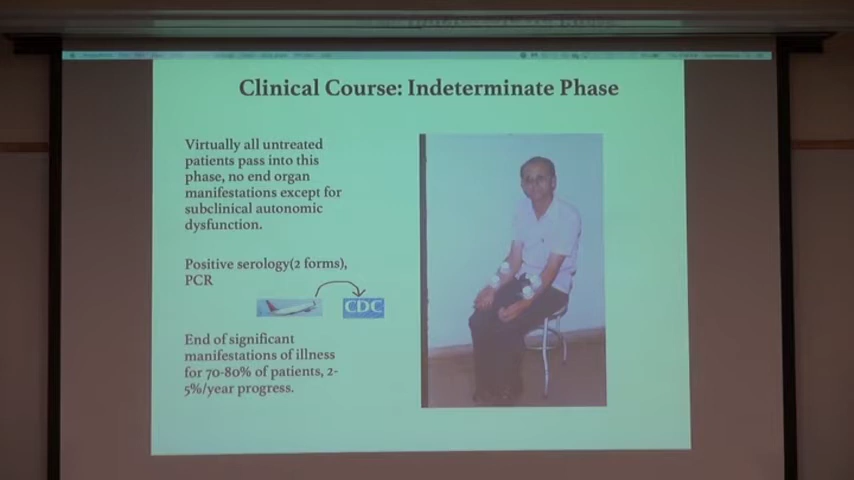 Clinical Course: Indeterminate Phase
Virtually all untreated
patients pass into this
phase, no end organ
manifestations except for
subclinical autonomic
dysfunction.
Positive serology(2 forms),
PCR
CDC
End of significant
manifestations of illness
for 70-80% of patients, 2-
5%/year progress.